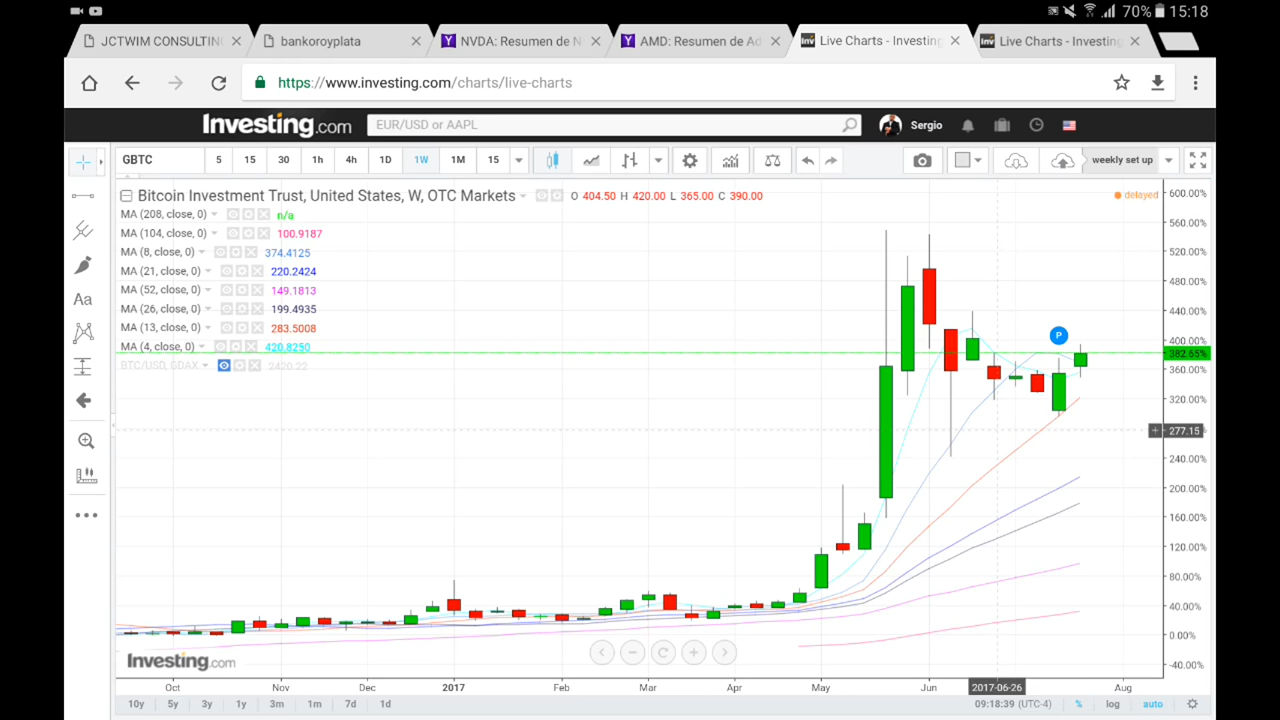 70% 15:18
JCTWIM CONSULTIN
bankoroyplata
NVDA: Resumen de N
AMD: Resumen de Ad
Live Charts - Investing
Live Charts - Investing
https://www.investing.com/charts/live-charts
Investing.com
EUR/USD or AAPL
Sergio
GBTC
5 15 30 1h 4h 1D 1W 1M 15
weekly set up
Bitcoin Investment Trust, United States, W, OTC Markets
O 404.50 H 420.00 L 365.00 C 390.00
delayed
MA (208, close, 0) n/a
MA (104, close, 0) 100.9187
MA (8, close, 0) 374.4125
MA (21, close, 0) 220.2424
MA (52, close, 0) 149.1813
MA (26, close, 0) 199.4935
MA (13, close, 0) 283.5008
MA (4, close, 0) 420.8250
BTC/USD, GDAX 2420.22
Aa
P
600.00%
560.00%
520.00%
480.00%
440.00%
400.00%
382.65%
360.00%
320.00%
277.15
240.00%
200.00%
160.00%
120.00%
80.00%
40.00%
0.00%
-40.00%
Investing.com
Oct Nov Dec 2017 Feb Mar Apr May Jun 2017-06-26 Aug
10y 5y 3y 1y 3m 1m 7d 1d
09:18:39 (UTC-4) % log auto